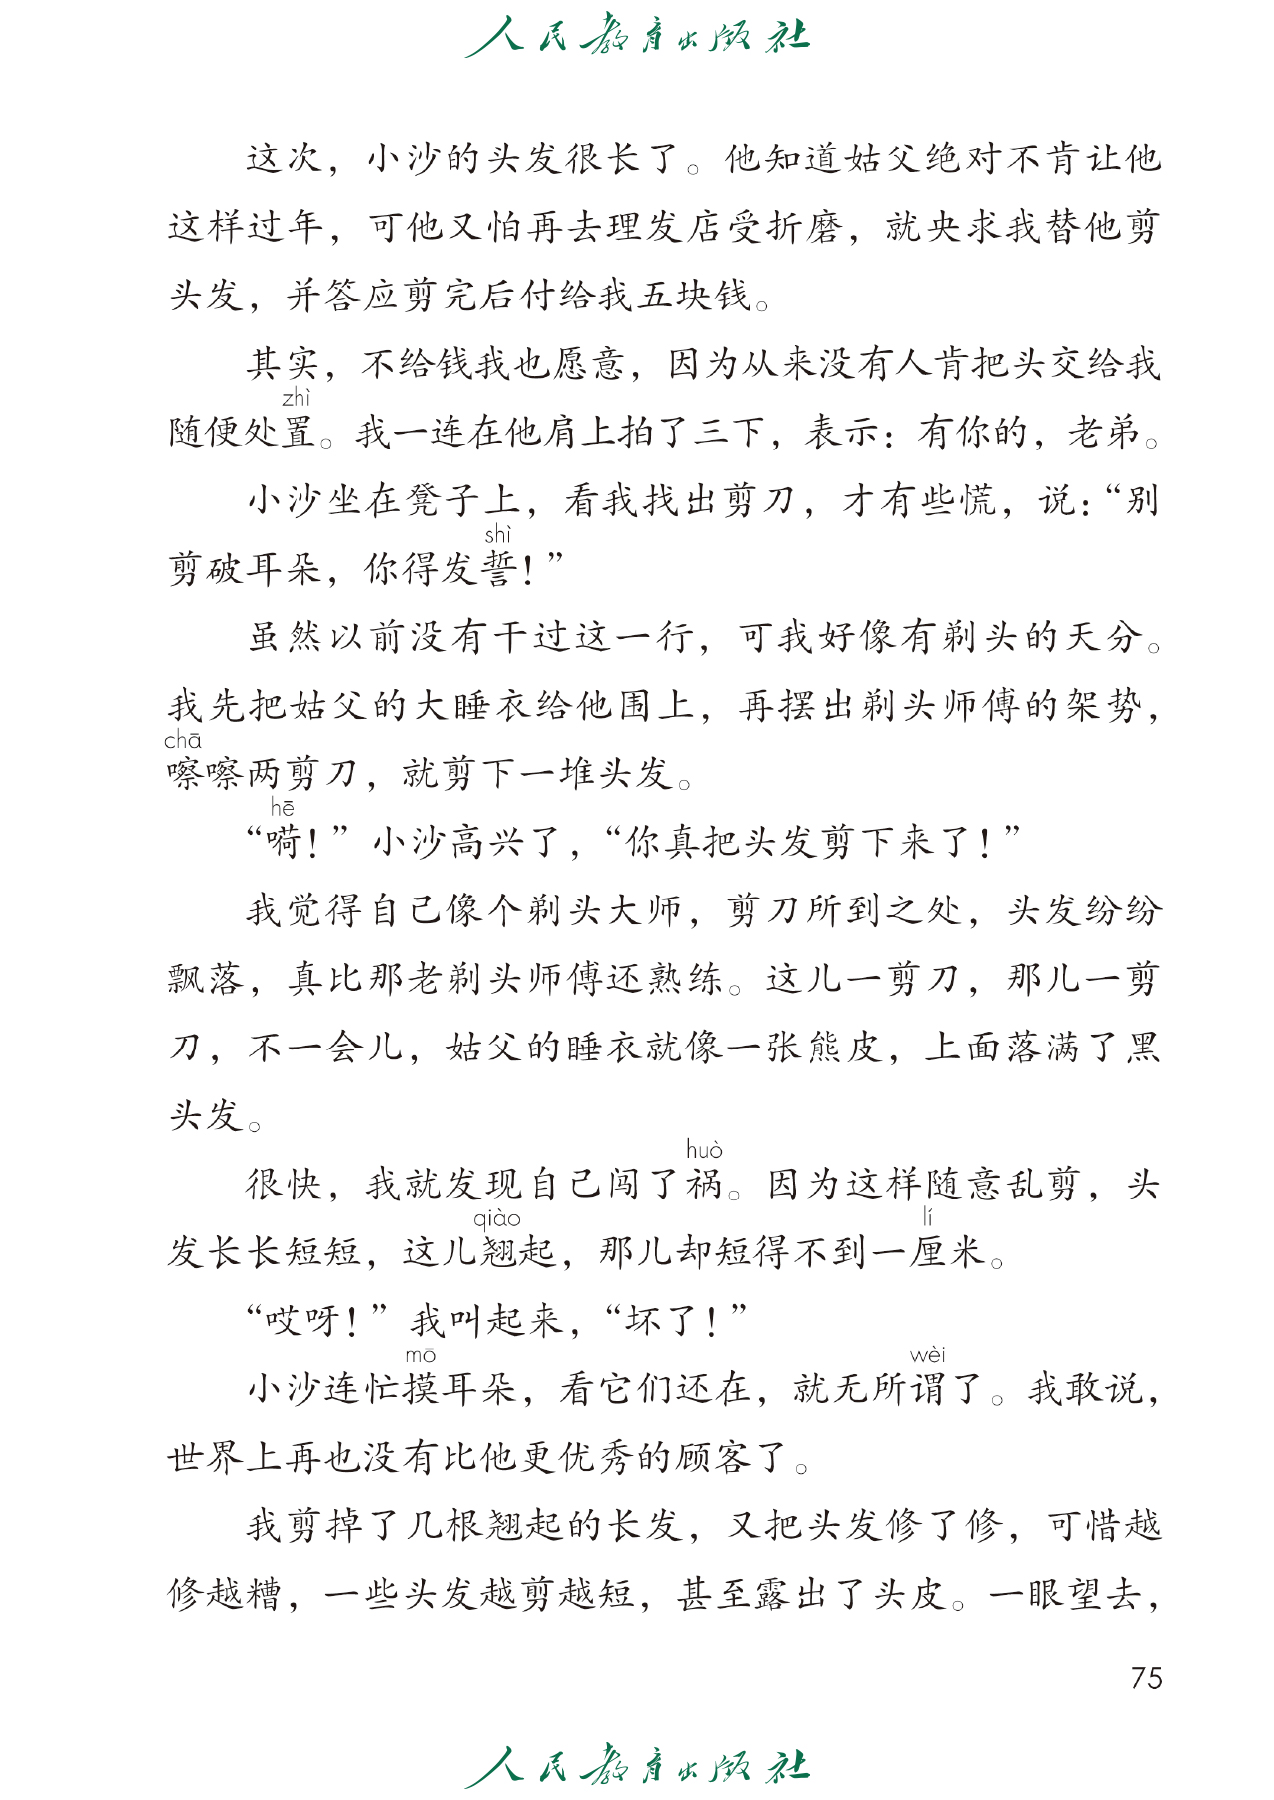 人民教育出版社
这次，小沙的头发很长了。他知道姑父绝对不肯让他
这样过年，可他又怕再去理发店受折磨，就央求我替他剪
头发，并答应剪完后付给我五块钱。
其实，不给钱我也愿意，因为从来没有人肯把头交给我
zhì
随便处置。我一连在他肩上拍了三下，表示：有你的，老弟。
小沙坐在凳子上，看我找出剪刀，才有些慌，说：“别
shì
剪破耳朵，你得发誓！”
虽然以前没有干过这一行，可我好像有剃头的天分。
我先把姑父的大睡衣给他围上，再摆出剃头师傅的架势，
chā
嚓嚓两剪刀，就剪下一堆头发。
hē
“嗬！”小沙高兴了，“你真把头发剪下来了！”
我觉得自己像个剃头大师，剪刀所到之处，头发纷纷
飘落，真比那老剃头师傅还熟练。这儿一剪刀，那儿一剪
刀，不一会儿，姑父的睡衣就像一张熊皮，上面落满了黑
头发。
huò
很快，我就发现自己闯了祸。因为这样随意乱剪，头
qiào lí
发长长短短，这儿翘起，那儿却短得不到一厘米。
“哎呀！”我叫起来，“坏了！”
mō wèi
小沙连忙摸耳朵，看它们还在，就无所谓了。我敢说，
世界上再也没有比他更优秀的顾客了。
我剪掉了几根翘起的长发，又把头发修了修，可惜越
修越糟，一些头发越剪越短，甚至露出了头皮。一眼望去，
75
人民教育出版社